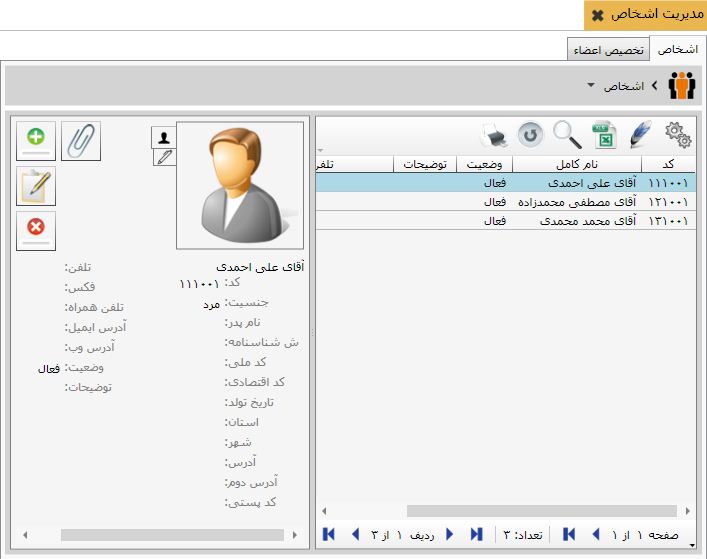 مدیریت اشخاص
اشخاص
تخصیص اعضاء
اشخاص
کد نام کامل وضعیت توضیحات تلفر
۱۱۱۰۰۱ آقای علی احمدی فعال
۱۲۱۰۰۱ آقای مصطفی محمدزاده فعال
۱۳۱۰۰۱ آقای محمد محمدی فعال
صفحه ۱ از ۱ تعداد: ۳ ردیف ۱ از ۳
آقای علی احمدی
کد: ۱۱۱۰۰۱
جنسیت: مرد
نام پدر:
ش شناسنامه:
کد ملی:
کد اقتصادی:
تاریخ تولد:
استان:
شهر:
آدرس:
آدرس دوم:
کد پستی:
تلفن:
فکس:
تلفن همراه:
آدرس ایمیل:
آدرس وب:
وضعیت: فعال
توضیحات: